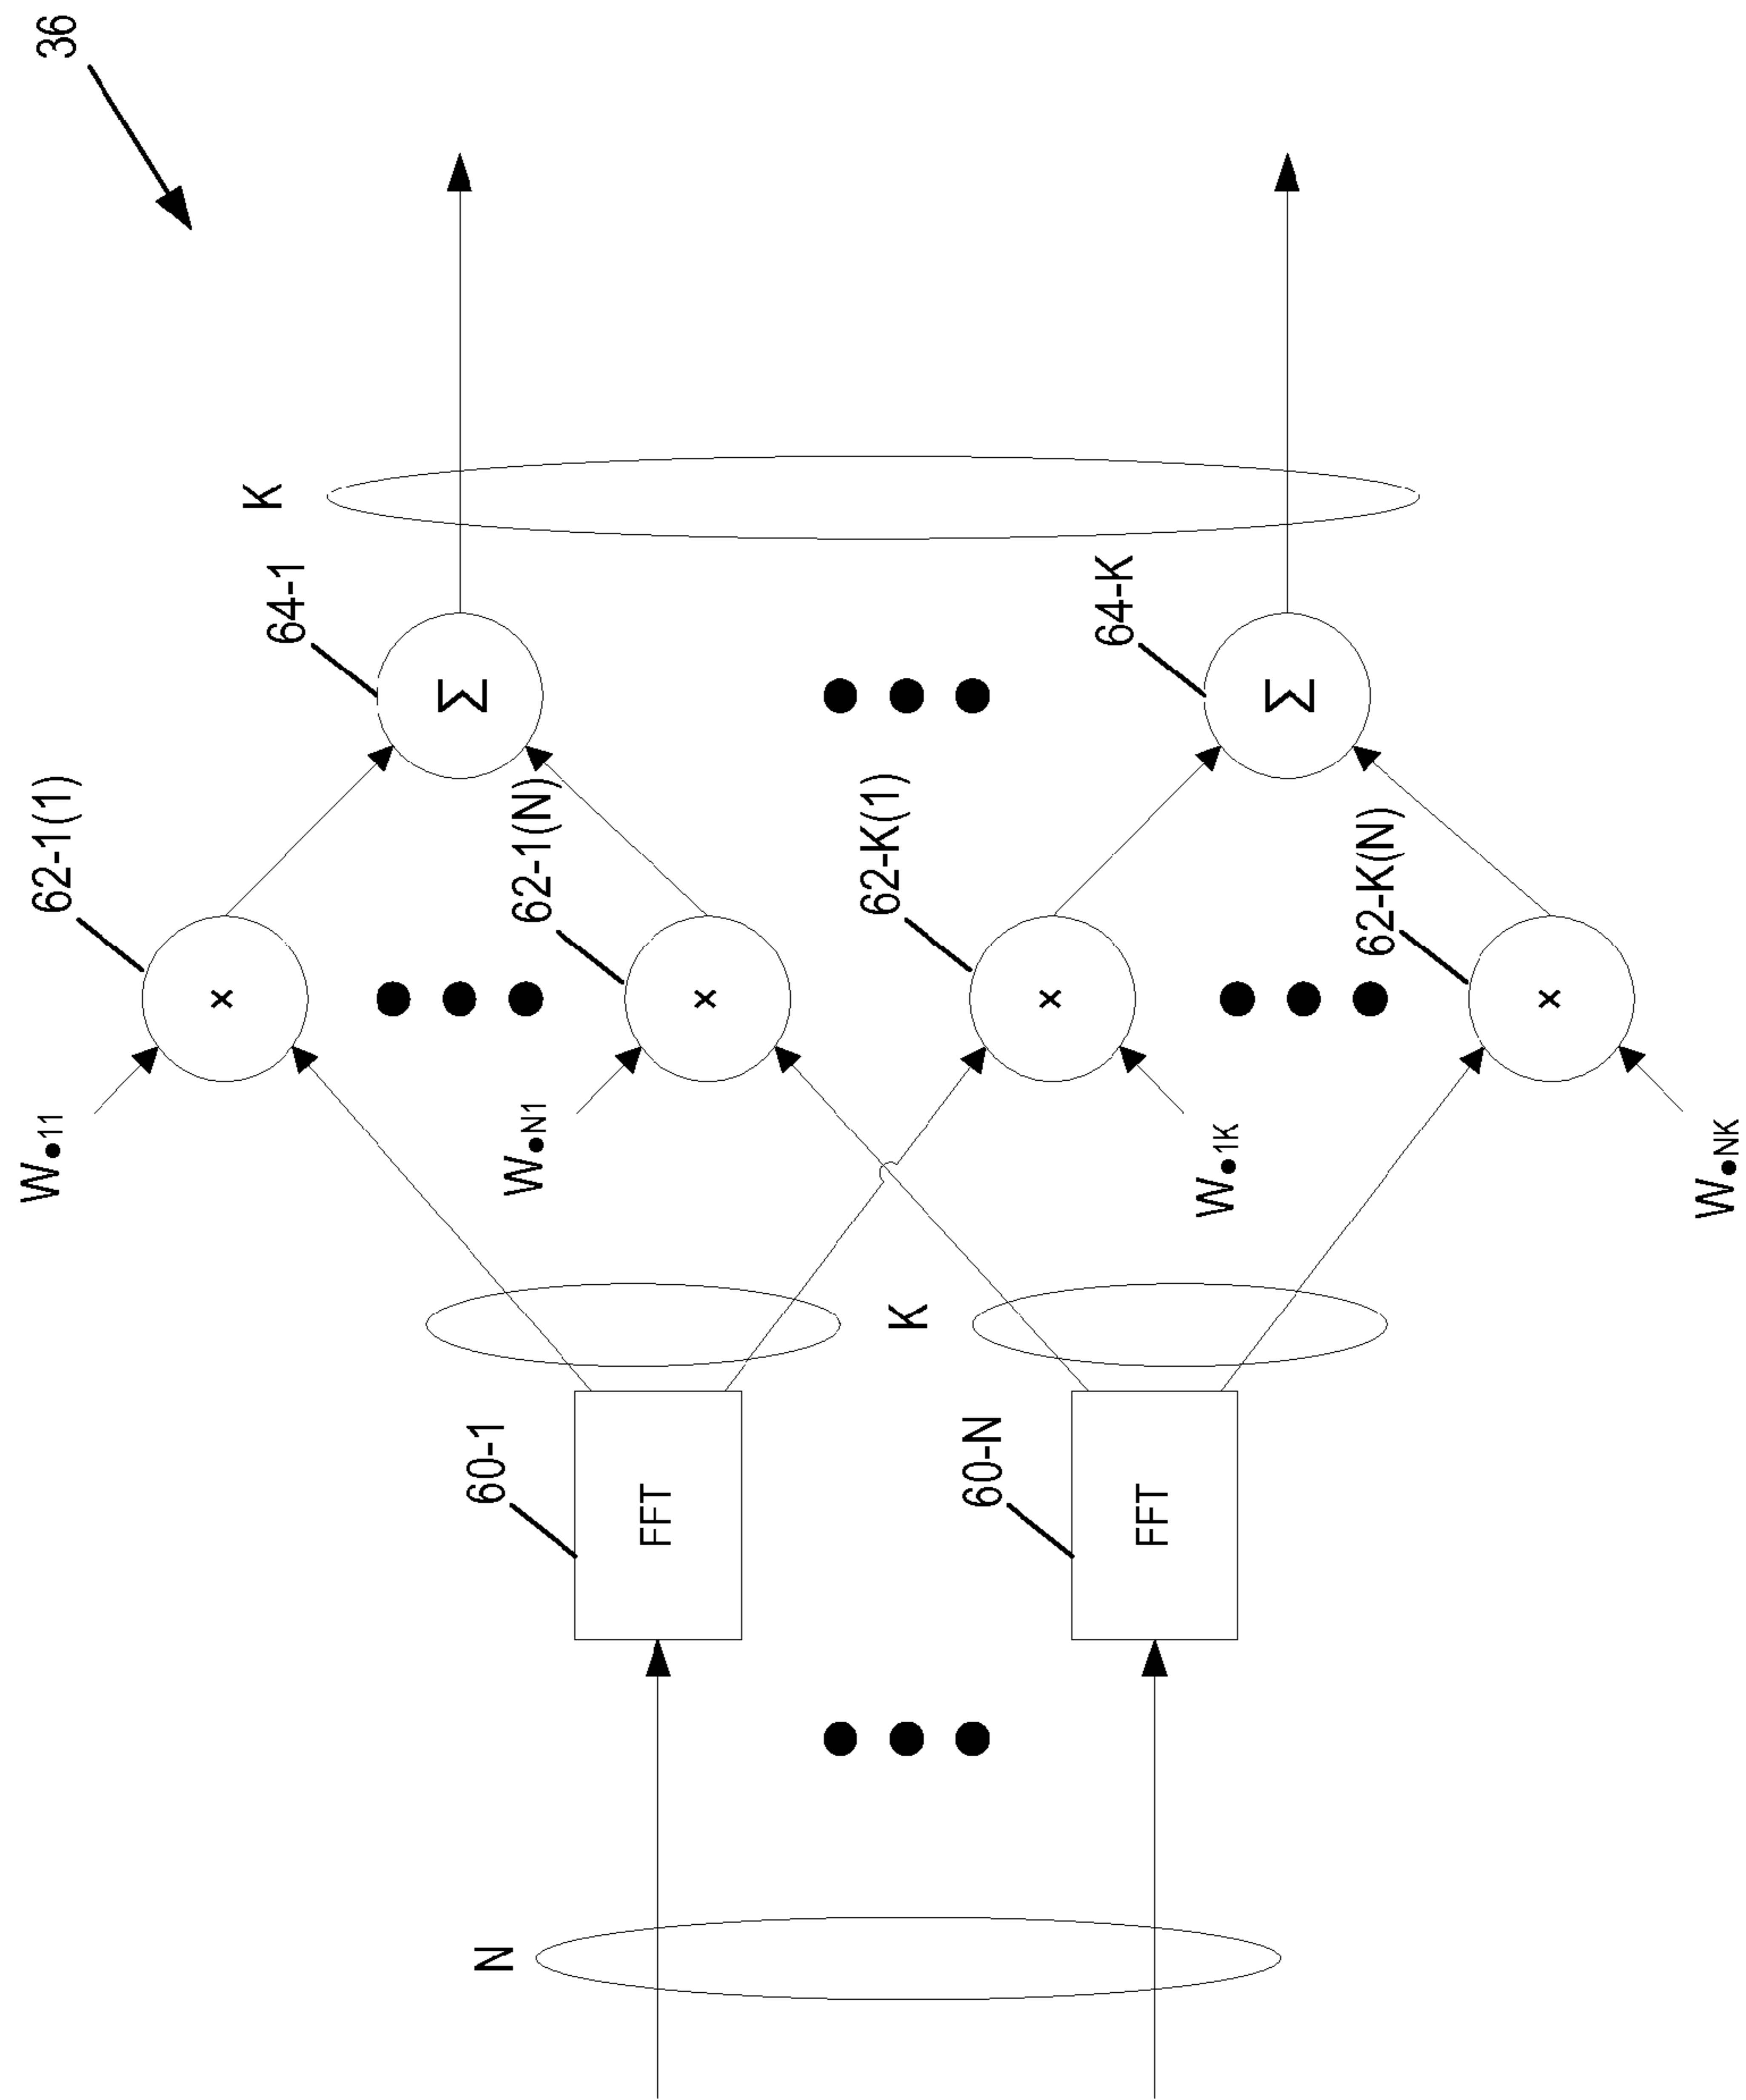 36
K
64-1
64-K
Σ
Σ
62-1(1)
62-1(N)
62-K(1)
62-K(N)
×
×
×
×
W•11
W•N1
W•1K
W•NK
K
60-1
60-N
FFT
FFT
N